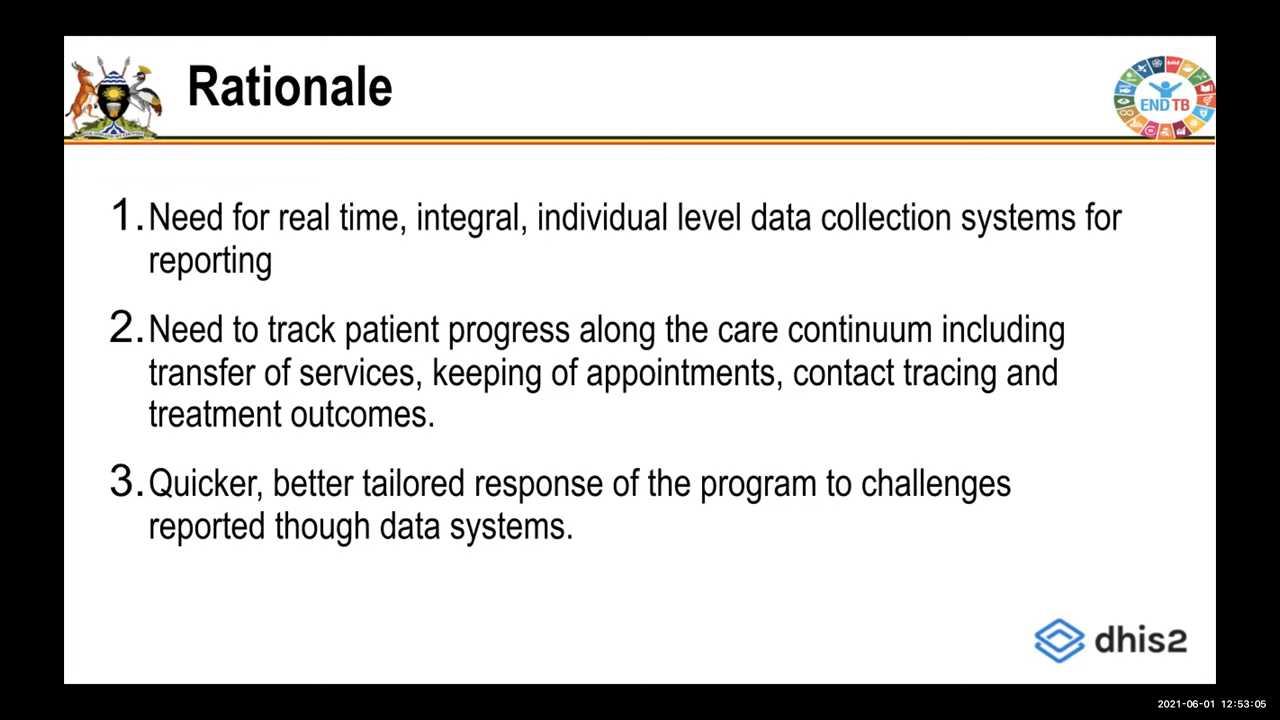 Rationale
END TB
1. Need for real time, integral, individual level data collection systems for
reporting
2. Need to track patient progress along the care continuum including
transfer of services, keeping of appointments, contact tracing and
treatment outcomes.
3. Quicker, better tailored response of the program to challenges
reported though data systems.
dhis2
2021-06-01 12:53:05